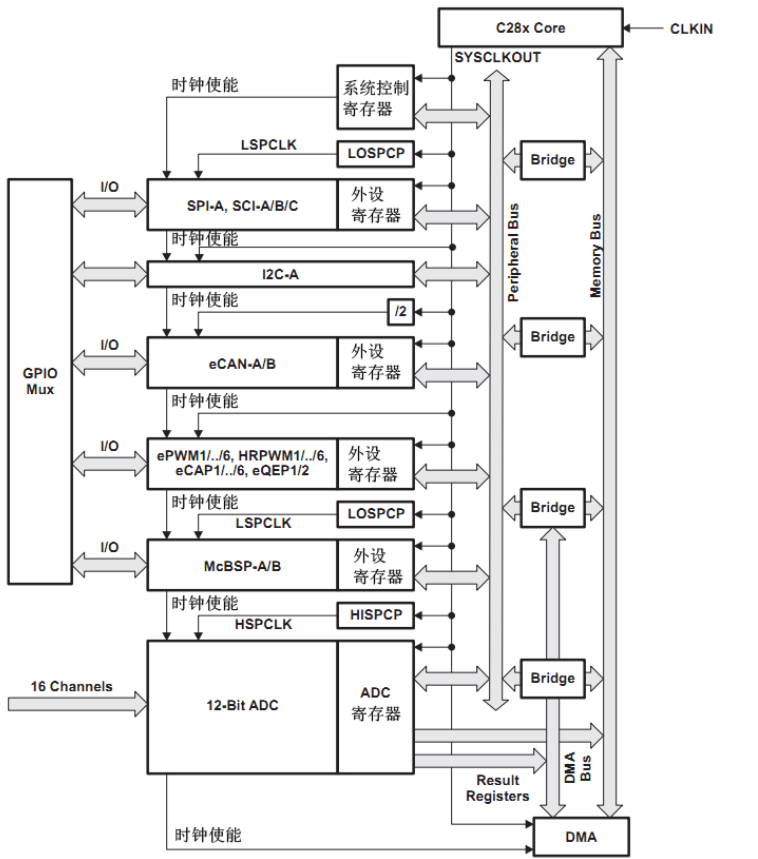 C28x Core
CLKIN
SYSCLKOUT
时钟使能
系统控制
寄存器
LSPCLK
LOSPCP
Bridge
I/O
SPI-A, SCI-A/B/C
外设
寄存器
时钟使能
I2C-A
Peripheral Bus
Memory Bus
时钟使能
/2
Bridge
I/O
eCAN-A/B
外设
寄存器
GPIO
Mux
时钟使能
I/O
ePWM1/../6, HRPWM1/../6,
eCAP1/../6, eQEP1/2
外设
寄存器
时钟使能
LSPCLK
LOSPCP
Bridge
I/O
McBSP-A/B
外设
寄存器
时钟使能
HSPCLK
HISPCP
16 Channels
12-Bit ADC
ADC
寄存器
Bridge
Result
Registers
DMA
Bus
时钟使能
DMA